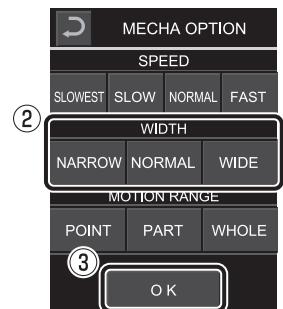 MECHA OPTION
SPEED
SLOWEST SLOW NORMAL FAST
②
WIDTH
NARROW NORMAL WIDE
MOTION RANGE
POINT PART WHOLE
③
OK